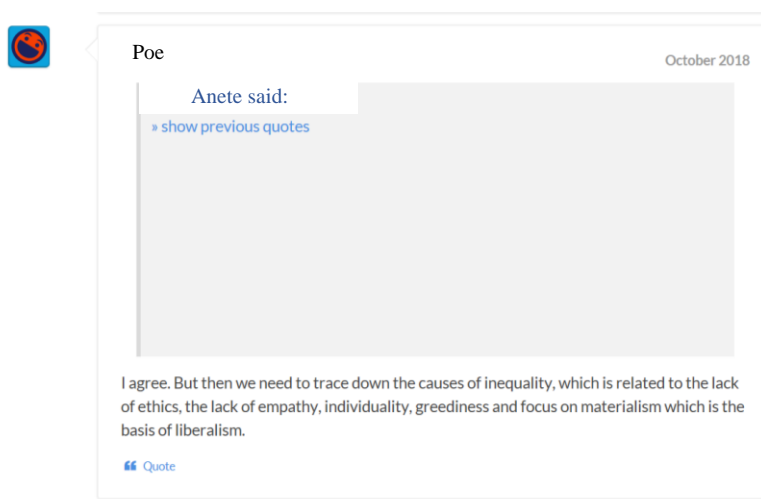 Poe
October 2018
Anete said:
» show previous quotes
I agree. But then we need to trace down the causes of inequality, which is related to the lack
of ethics, the lack of empathy, individuality, greediness and focus on materialism which is the
basis of liberalism.
Quote